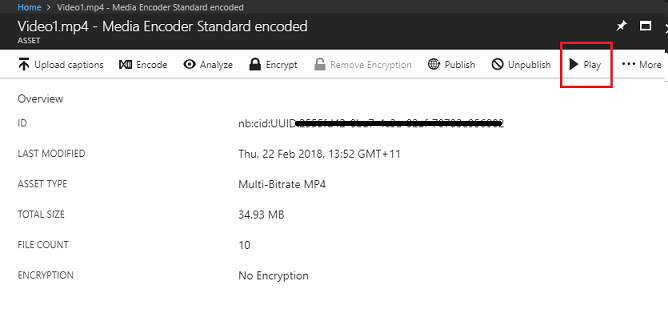 Home > Video1.mp4 - Media Encoder Standard encoded
Video1.mp4 - Media Encoder Standard encoded
ASSET
Upload captions Encode Analyze Encrypt Remove Encryption Publish Unpublish Play ··· More
Overview
ID nb:cid:UUID
LAST MODIFIED Thu, 22 Feb 2018, 13:52 GMT+11
ASSET TYPE Multi-Bitrate MP4
TOTAL SIZE 34.93 MB
FILE COUNT 10
ENCRYPTION No Encryption